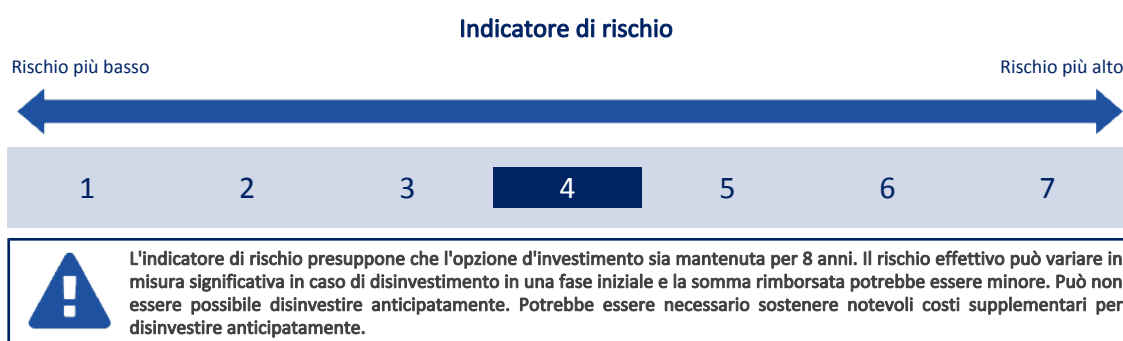 Indicatore di rischio
Rischio più basso
Rischio più alto
1 2 3 4 5 6 7
L'indicatore di rischio presuppone che l'opzione d'investimento sia mantenuta per 8 anni. Il rischio effettivo può variare in
misura significativa in caso di disinvestimento in una fase iniziale e la somma rimborsata potrebbe essere minore. Può non
essere possibile disinvestire anticipatamente. Potrebbe essere necessario sostenere notevoli costi supplementari per
disinvestire anticipatamente.